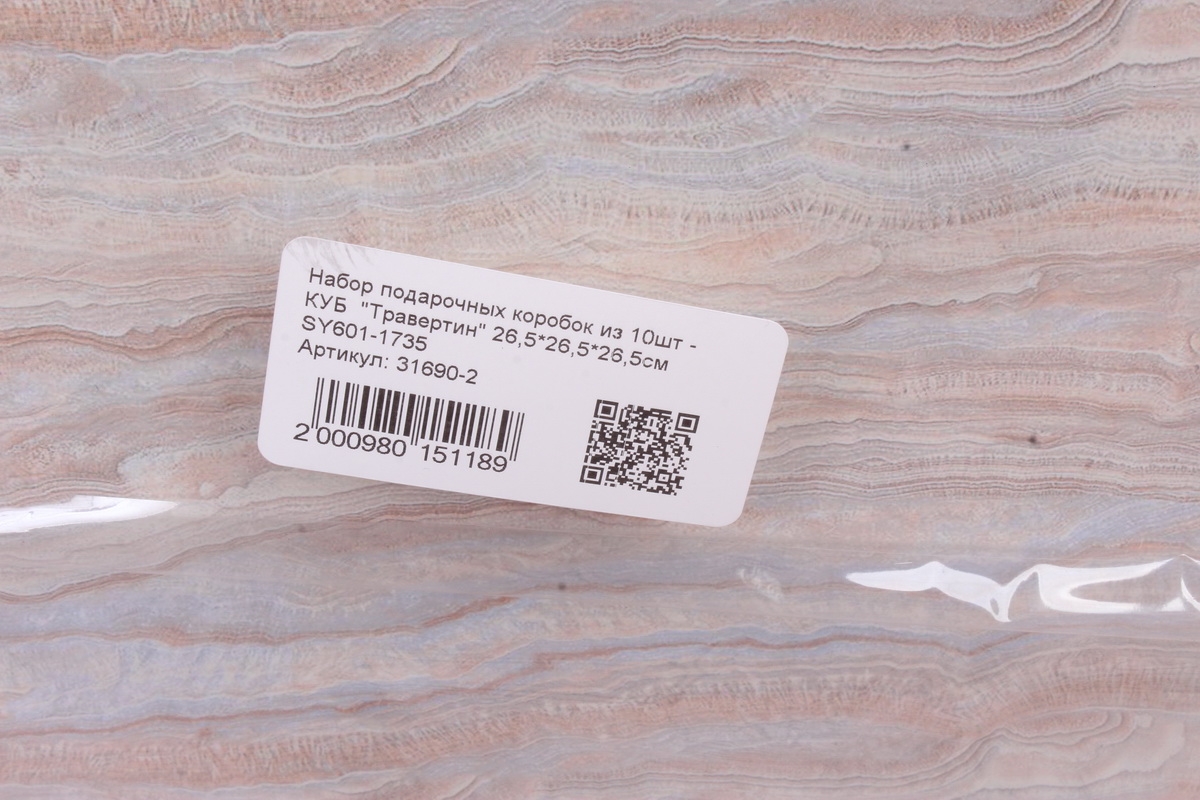 Набор подарочных коробок из 10шт -
КУБ "Травертин" 26,5*26,5*26,5см
SY601-1735
Артикул: 31690-2
2 000980 151189